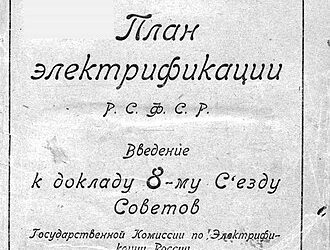 План
электрификации
Р. С. Ф. С. Р.
Введение
к докладу 8-му С'езду
Советов
Государственной Комиссии по Электрифи-
кации России